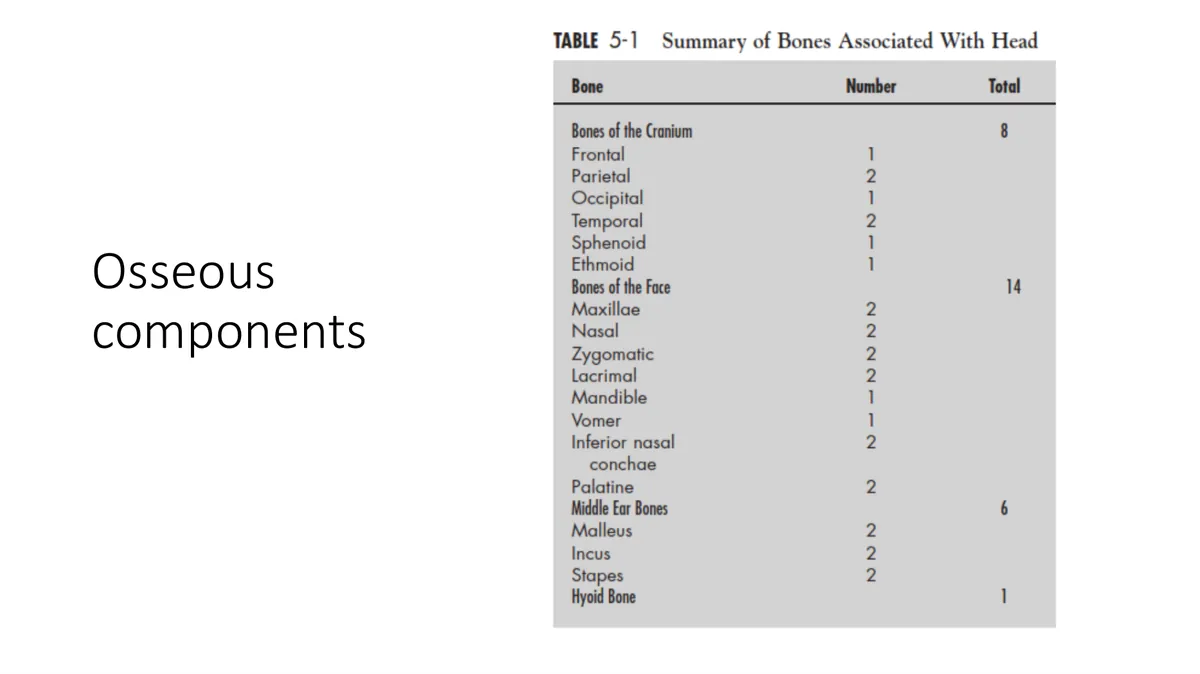 Osseous
components
TABLE 5-1 Summary of Bones Associated With Head
Bone Number Total
Bones of the Cranium 8
Frontal 1
Parietal 2
Occipital 1
Temporal 2
Sphenoid 1
Ethmoid 1
Bones of the Face 14
Maxillae 2
Nasal 2
Zygomatic 2
Lacrimal 2
Mandible 1
Vomer 1
Inferior nasal 2
conchae
Palatine 2
Middle Ear Bones 6
Malleus 2
Incus 2
Stapes 2
Hyoid Bone 1